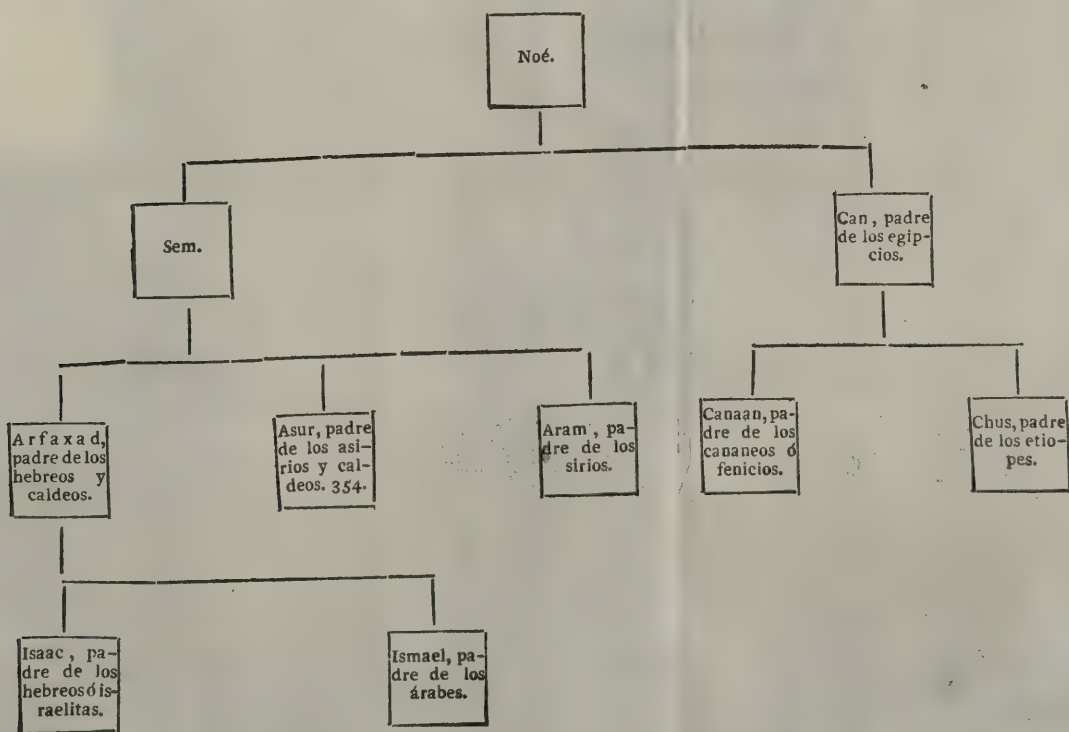 Noé.
Sem.
Can, padre
de los egip-
cios.
Arfaxad,
padre de los
hebreos y
caldeos.
Asur, padre
de los asi-
rios y cal-
deos. 354.
Aram, pa-
dre de los
sirios.
Canaan, pa-
dre de los
cananeos ó
fenicios.
Chus, padre
de los etio-
pes.
Isaac, pa-
dre de los
hebreos ó is-
raelitas.
Ismael, pa-
dre de los
árabes.